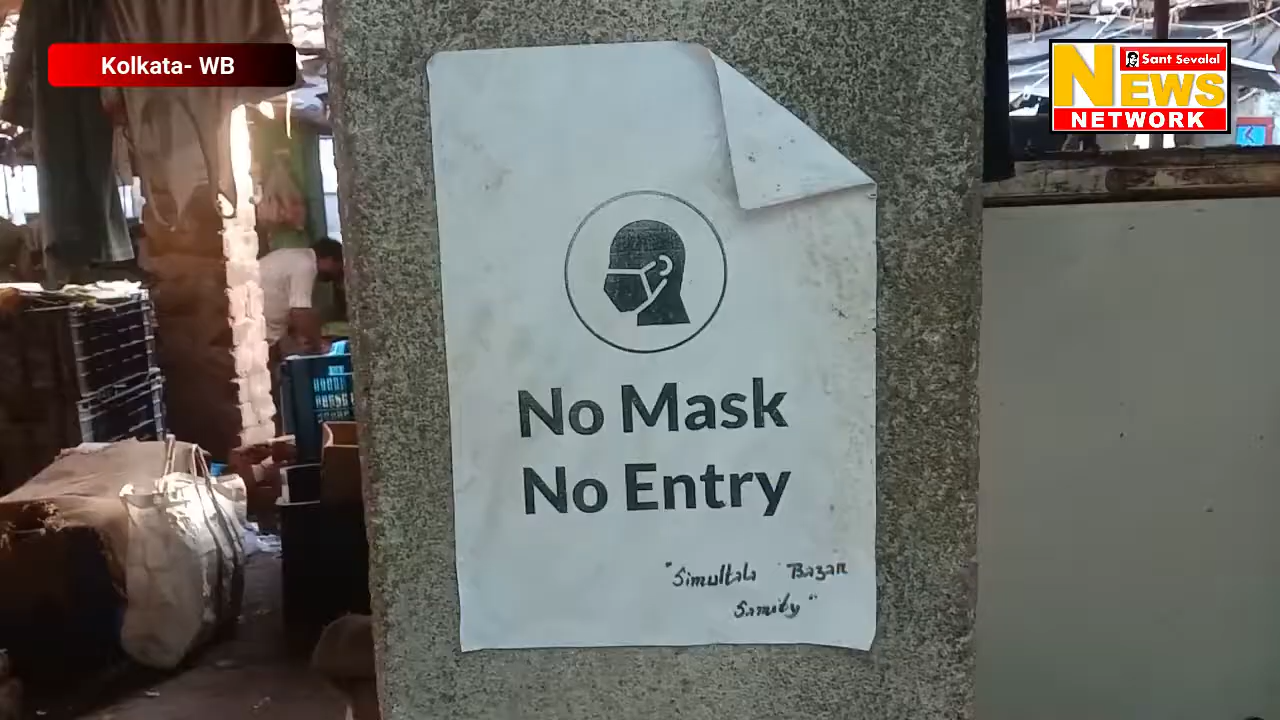 Kolkata- WB
Sant Sevalal
NEWS
NETWORK
No Mask
No Entry
"Simultala Bazar
Samity"